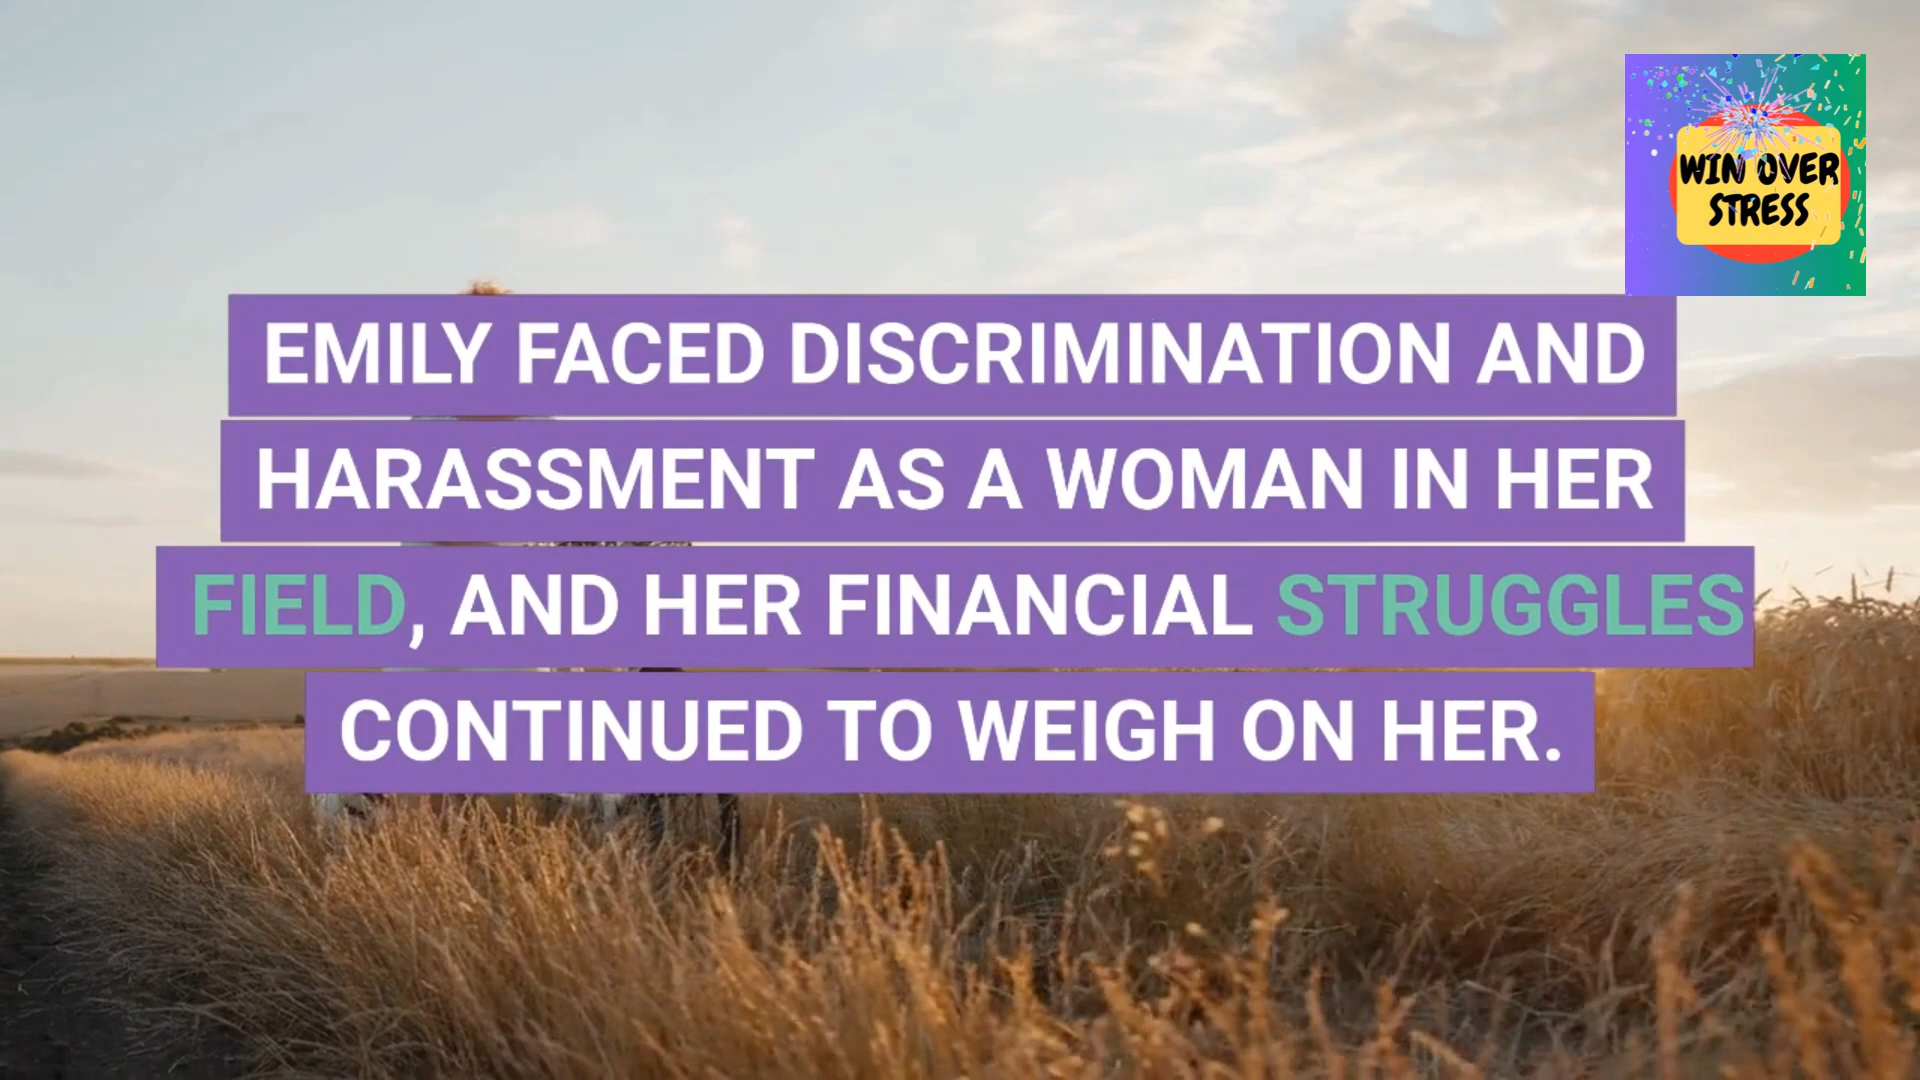 WIN OVER
STRESS
EMILY FACED DISCRIMINATION AND
HARASSMENT AS A WOMAN IN HER
FIELD, AND HER FINANCIAL STRUGGLES
CONTINUED TO WEIGH ON HER.